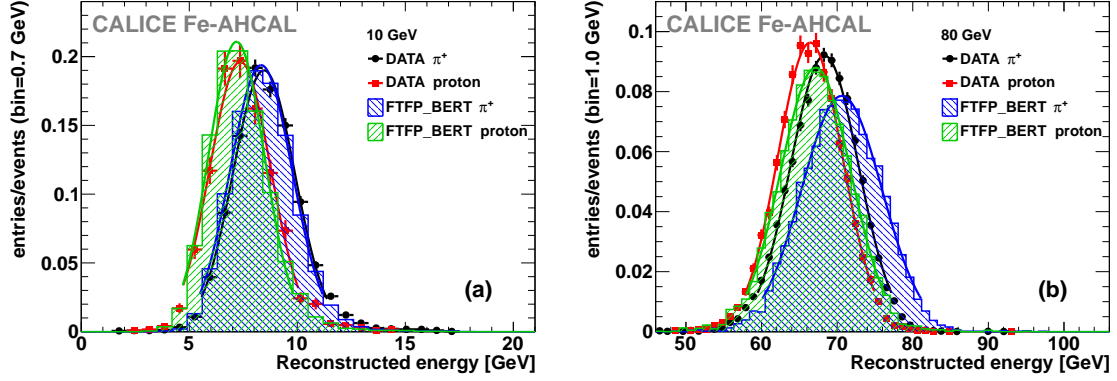 CALICE Fe-AHCAL
10 GeV
DATA π⁺
DATA proton
FTFP_BERT π⁺
FTFP_BERT proton
entries/events (bin=0.7 GeV)
0.2
0.15
0.1
0.05
0
(a)
0 5 10 15 20
Reconstructed energy [GeV]
CALICE Fe-AHCAL
80 GeV
DATA π⁺
DATA proton
FTFP_BERT π⁺
FTFP_BERT proton
entries/events (bin=1.0 GeV)
0.1
0.08
0.06
0.04
0.02
0
(b)
50 60 70 80 90 100
Reconstructed energy [GeV]